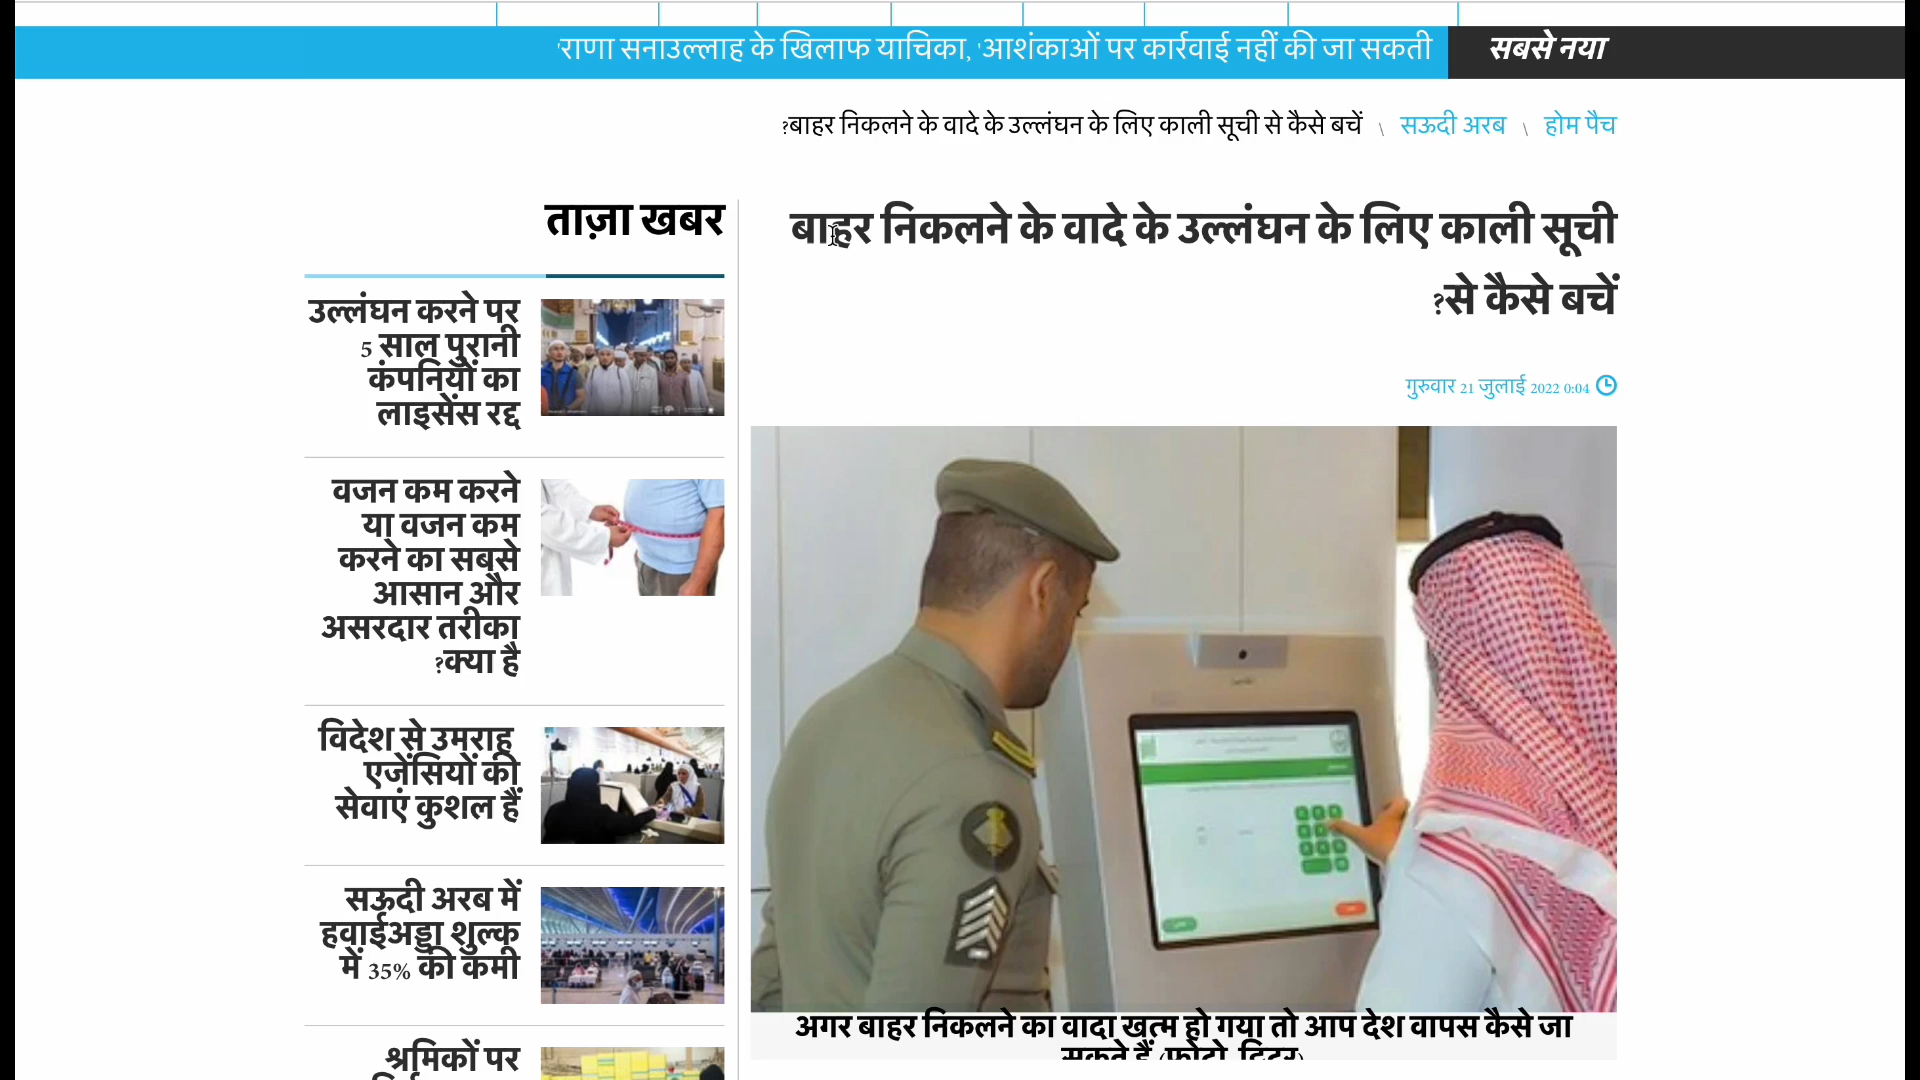 'राणा सनाउल्लाह के खिलाफ याचिका, 'आशंकाओं पर कार्रवाई नहीं की जा सकती
सबसे नया
होम पैच \ सऊदी अरब \ बाहर निकलने के वादे के उल्लंघन के लिए काली सूची से कैसे बचें?
बाहर निकलने के वादे के उल्लंघन के लिए काली सूची
से कैसे बचें?
गुरुवार 21 जुलाई 2022 0:04
अगर बाहर निकलने का वादा खत्म हो गया तो आप देश वापस कैसे जा
सकते हैं (फोटो, ट्विटर)
ताज़ा खबर
उल्लंघन करने पर
5 साल पुरानी
कंपनियों का
लाइसेंस रद्द
वजन कम करने
या वजन कम
करने का सबसे
आसान और
असरदार तरीका
क्या है?
विदेश से उमराह
एजेंसियों की
सेवाएं कुशल हैं
सऊदी अरब में
हवाईअड्डा शुल्क
में 35% की कमी
श्रमिकों पर